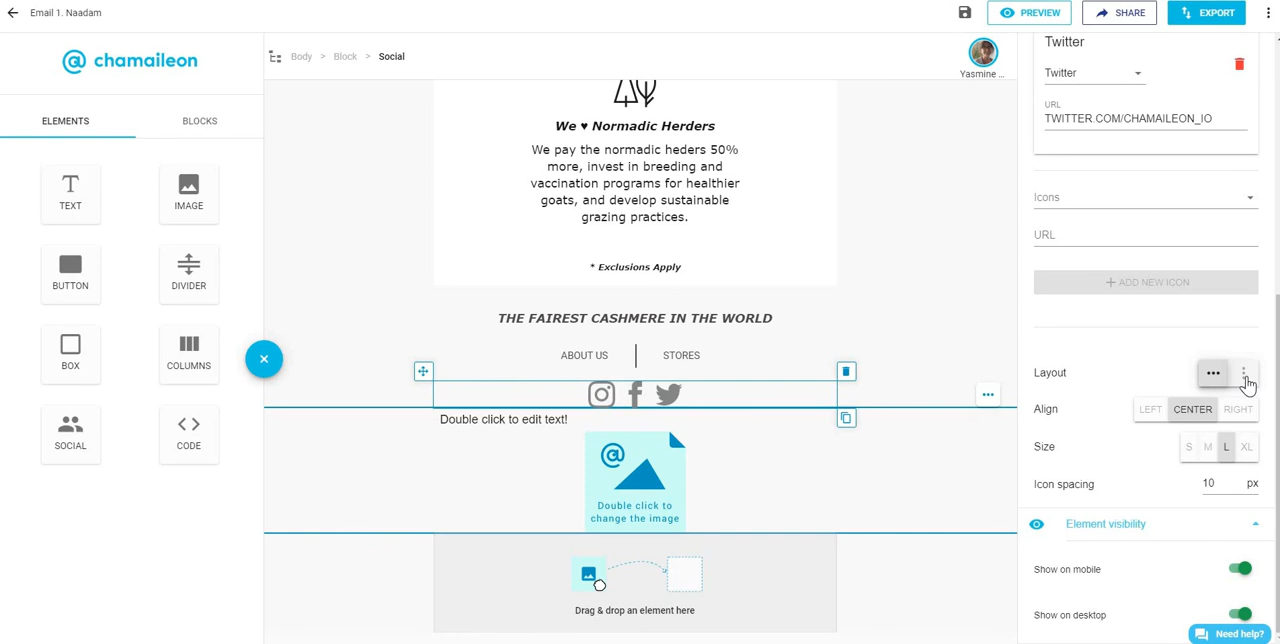 Email 1. Naadam
PREVIEW
SHARE
EXPORT
@ chamaileon
Body > Block > Social
Yasmine ...
ELEMENTS
BLOCKS
TEXT
IMAGE
BUTTON
DIVIDER
BOX
COLUMNS
SOCIAL
CODE
We ♥ Normadic Herders
We pay the normadic heders 50%
more, invest in breeding and
vaccination programs for healthier
goats, and develop sustainable
grazing practices.
* Exclusions Apply
THE FAIREST CASHMERE IN THE WORLD
ABOUT US
STORES
Double click to edit text!
@
Double click to
change the image
Drag & drop an element here
Twitter
Twitter
URL
TWITTER.COM/CHAMAILEON_IO
Icons
URL
+ ADD NEW ICON
Layout
Align
LEFT
CENTER
RIGHT
Size
S
M
L
XL
Icon spacing
10
px
Element visibility
Show on mobile
Show on desktop
Need help?